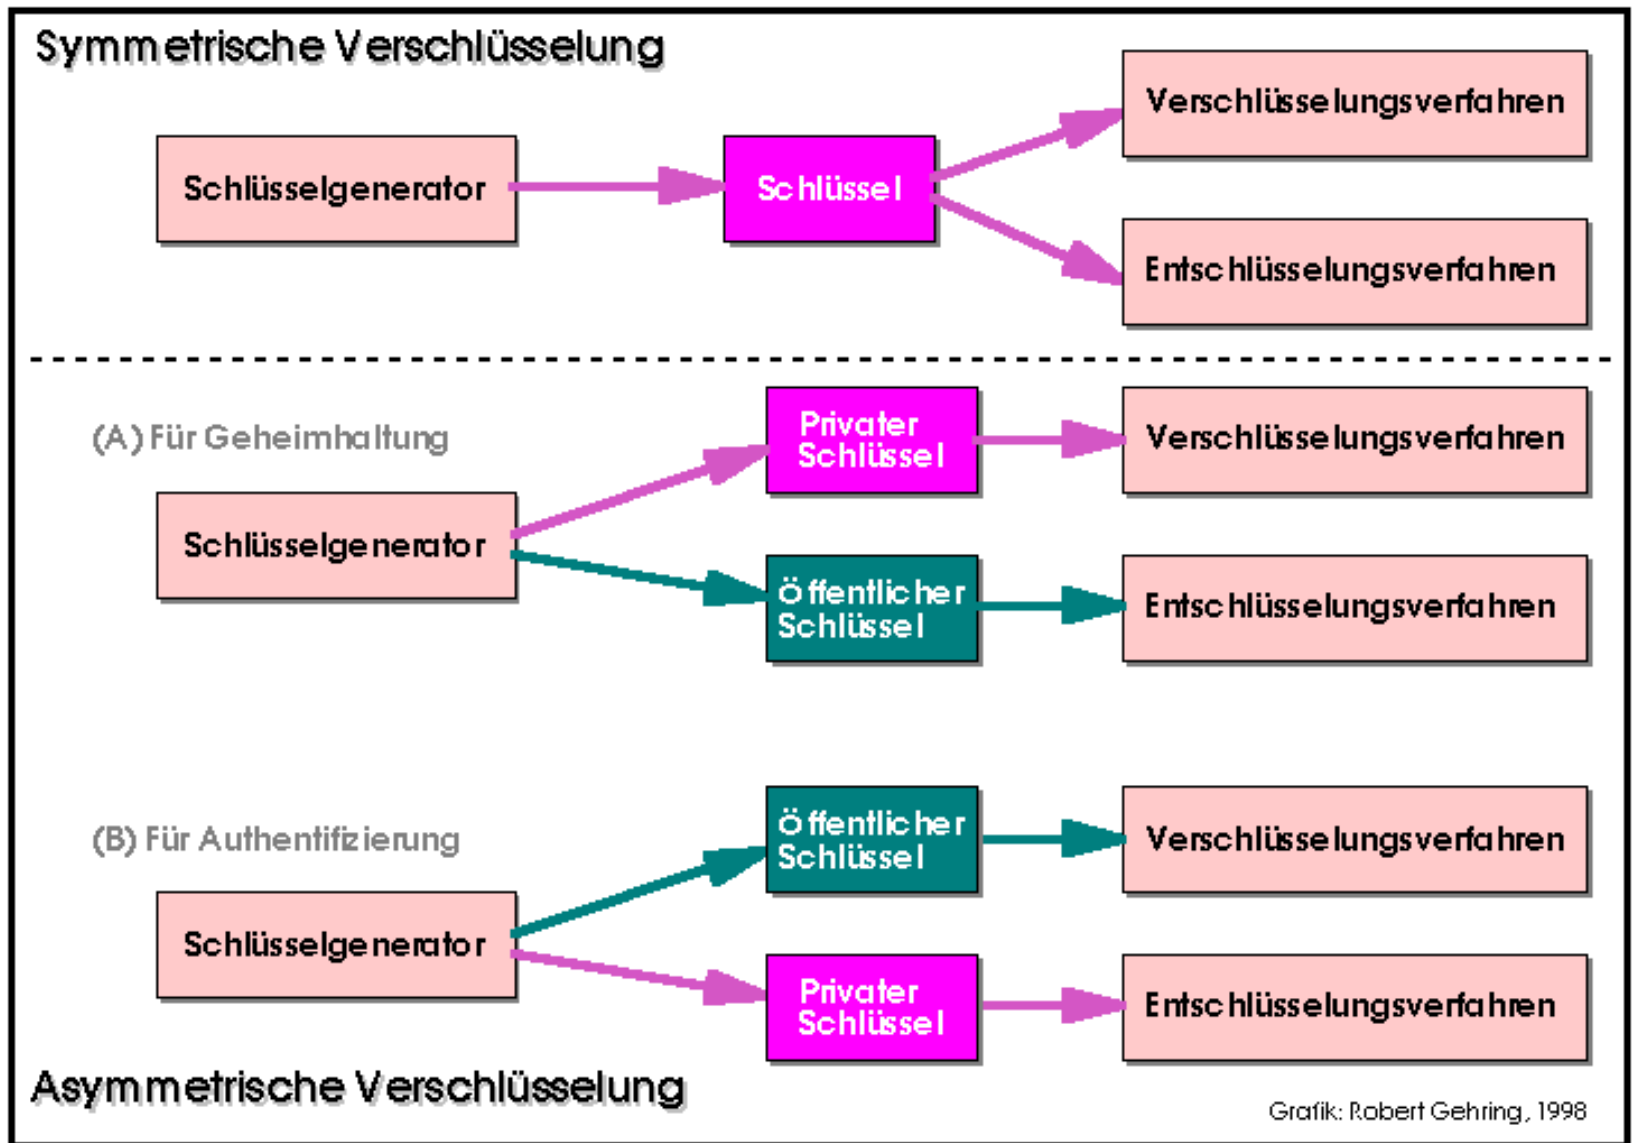 Symmetrische Verschlüsselung
Verschlüsselungsverfahren
Schlüsselgenerator
Schlüssel
Entschlüsselungsverfahren
(A) Für Geheimhaltung
Privater
Schlüssel
Verschlüsselungsverfahren
Schlüsselgenerator
Öffentlicher
Schlüssel
Entschlüsselungsverfahren
(B) Für Authentifizierung
Öffentlicher
Schlüssel
Verschlüsselungsverfahren
Schlüsselgenerator
Privater
Schlüssel
Entschlüsselungsverfahren
Asymmetrische Verschlüsselung
Grafik: Robert Gehring, 1998